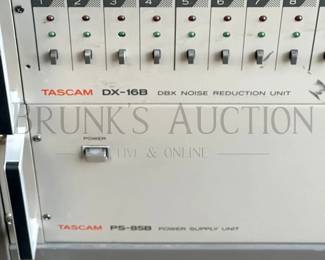 1 2 3 4 5 6 7 8
TASCAM DX-16B DBX NOISE REDUCTION UNIT
BRUNK'S AUCTION
LIVE & ONLINE
POWER
TASCAM PS-85B POWER SUPPLY UNIT